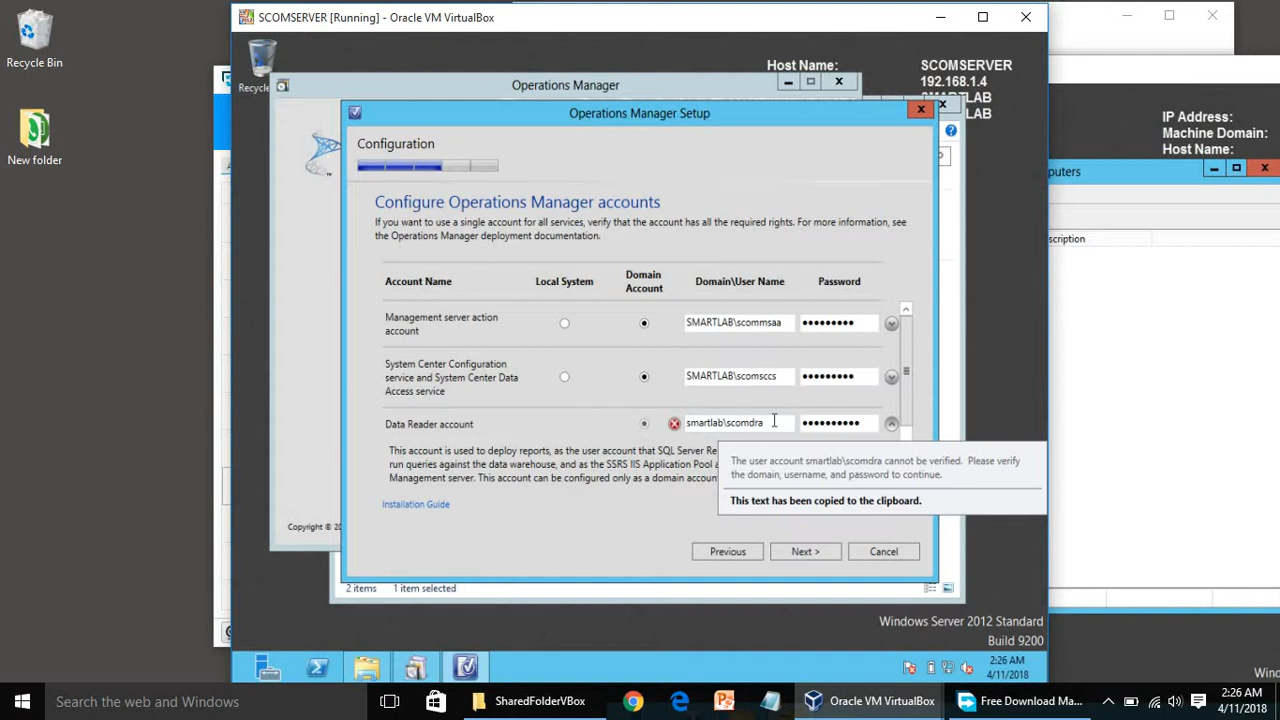 SCOMSERVER [Running] - Oracle VM VirtualBox
Recycle Bin
New folder
Recycle
Host Name:
SCOMSERVER
192.168.1.4
SMARTLAB
LAB
IP Address:
Machine Domain:
Host Name:
Operations Manager
Operations Manager Setup
puters
scription
Configuration
Configure Operations Manager accounts
If you want to use a single account for all services, verify that the account has all the required rights. For more information, see
the Operations Manager deployment documentation.
Account Name
Local System
Domain
Account
Domain\User Name
Password
Management server action
account
SMARTLAB\scommsaa
•••••••••
System Center Configuration
service and System Center Data
Access service
SMARTLAB\scomsccs
•••••••••
Data Reader account
smartlab\scomdra
••••••••••
This account is used to deploy reports, as the user account that SQL Server Re
run queries against the data warehouse, and as the SSRS IIS Application Pool a
Management server. This account can be configured only as a domain accou
The user account smartlab\scomdra cannot be verified. Please verify
the domain, username, and password to continue.
This text has been copied to the clipboard.
Installation Guide
Copyright © 20
Previous
Next >
Cancel
2 items
1 item selected
Windows Server 2012 Standard
Build 9200
2:26 AM
4/11/2018
Search the web and Windows
SharedFolderVBox
Oracle VM VirtualBox
Free Download Ma...
2:26 AM
4/11/2018